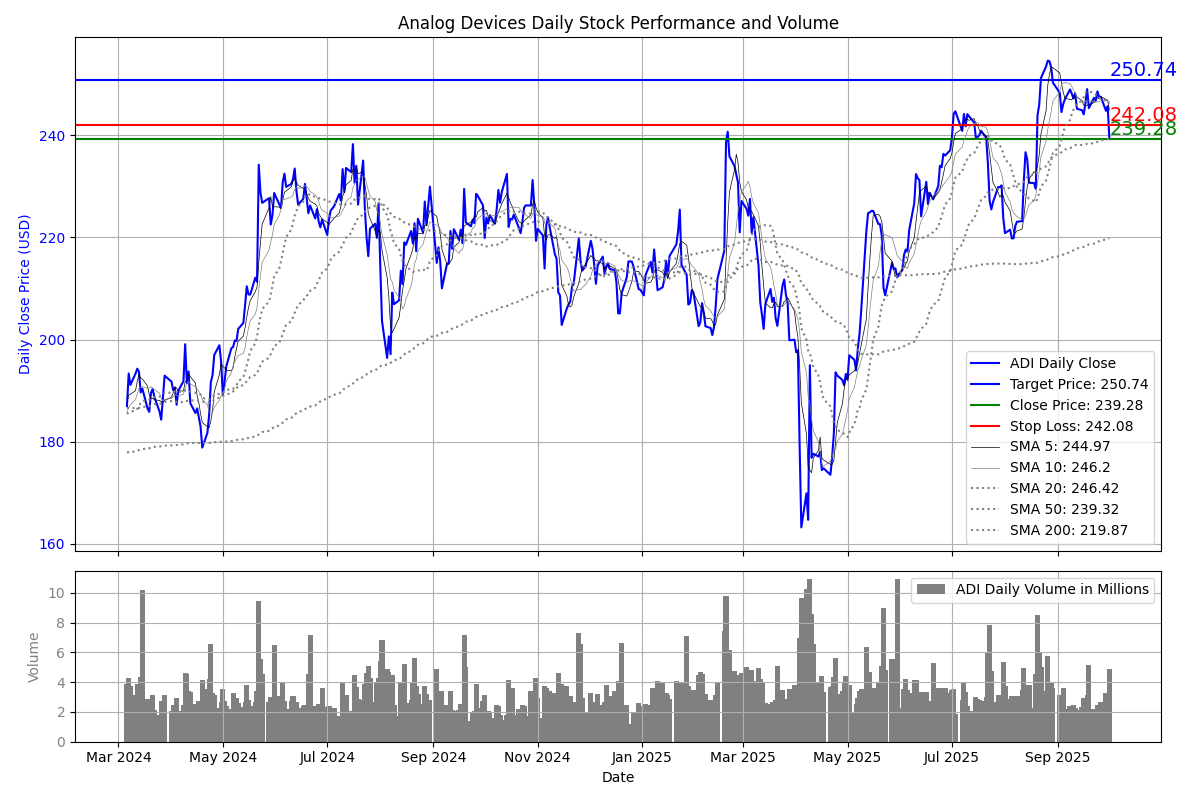 Analog Devices Daily Stock Performance and Volume
Daily Close Price (USD)
240
220
200
180
160
250.74
242.08
239.28
ADI Daily Close
Target Price: 250.74
Close Price: 239.28
Stop Loss: 242.08
SMA 5: 244.97
SMA 10: 246.2
SMA 20: 246.42
SMA 50: 239.32
SMA 200: 219.87
Volume
10
8
6
4
2
0
ADI Daily Volume in Millions
Mar 2024 May 2024 Jul 2024 Sep 2024 Nov 2024 Jan 2025 Mar 2025 May 2025 Jul 2025 Sep 2025
Date